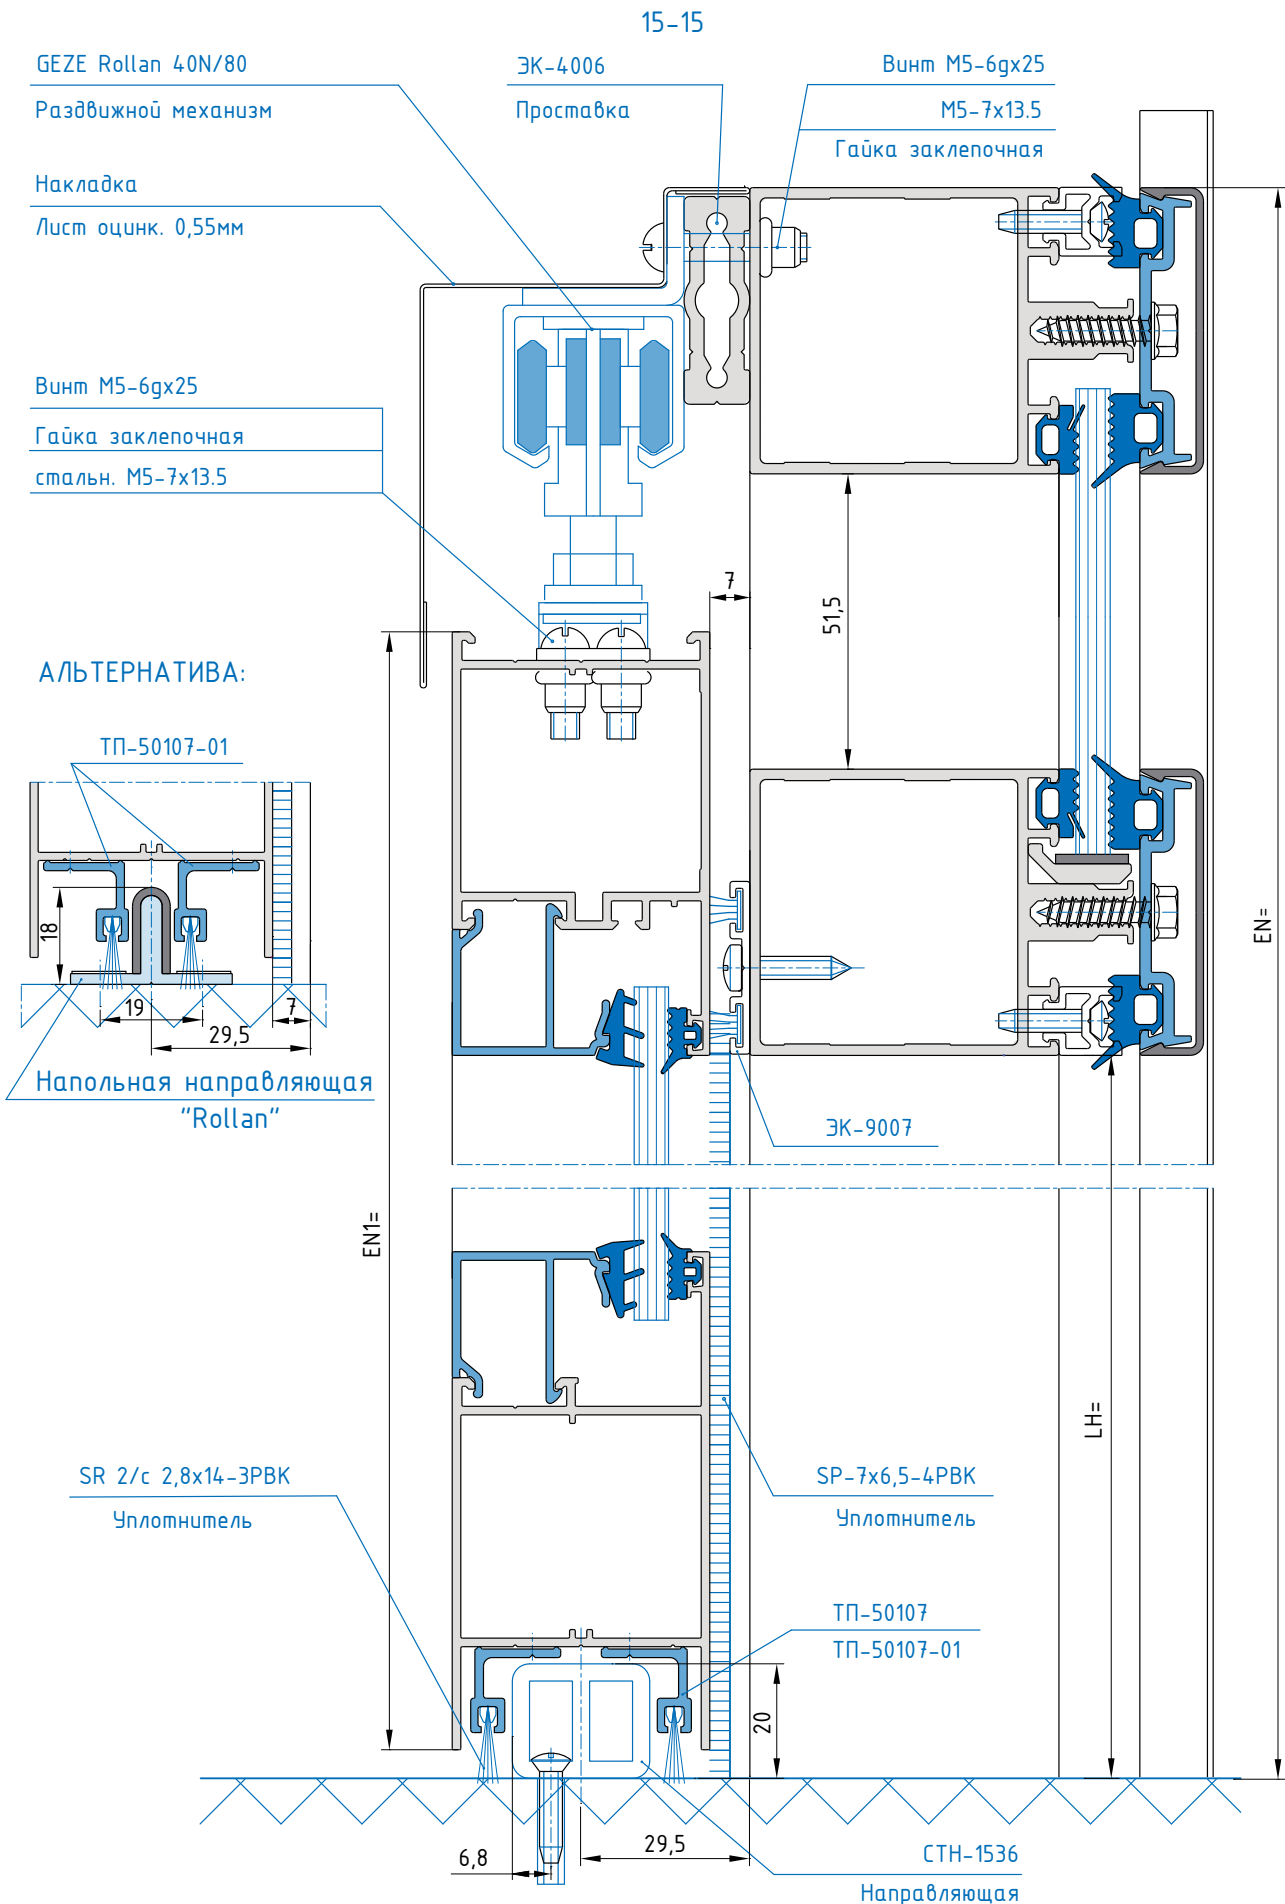 15-15
GEZE Rollan 40N/80
Раздвижной механизм
ЭК-4006
Проставка
Винт М5-6gx25
М5-7x13.5
Гайка заклепочная
Накладка
Лист оцинк. 0,55мм
Винт М5-6gx25
Гайка заклепочная
стальн. М5-7x13.5
7
51,5
АЛЬТЕРНАТИВА:
ТП-50107-01
18
19
7
29,5
Напольная направляющая
"Rollan"
EN=
ЭК-9007
EN1=
LH=
SR 2/c 2,8x14-3PBK
Уплотнитель
SP-7x6,5-4PBK
Уплотнитель
ТП-50107
ТП-50107-01
20
6,8
29,5
СТН-1536
Направляющая